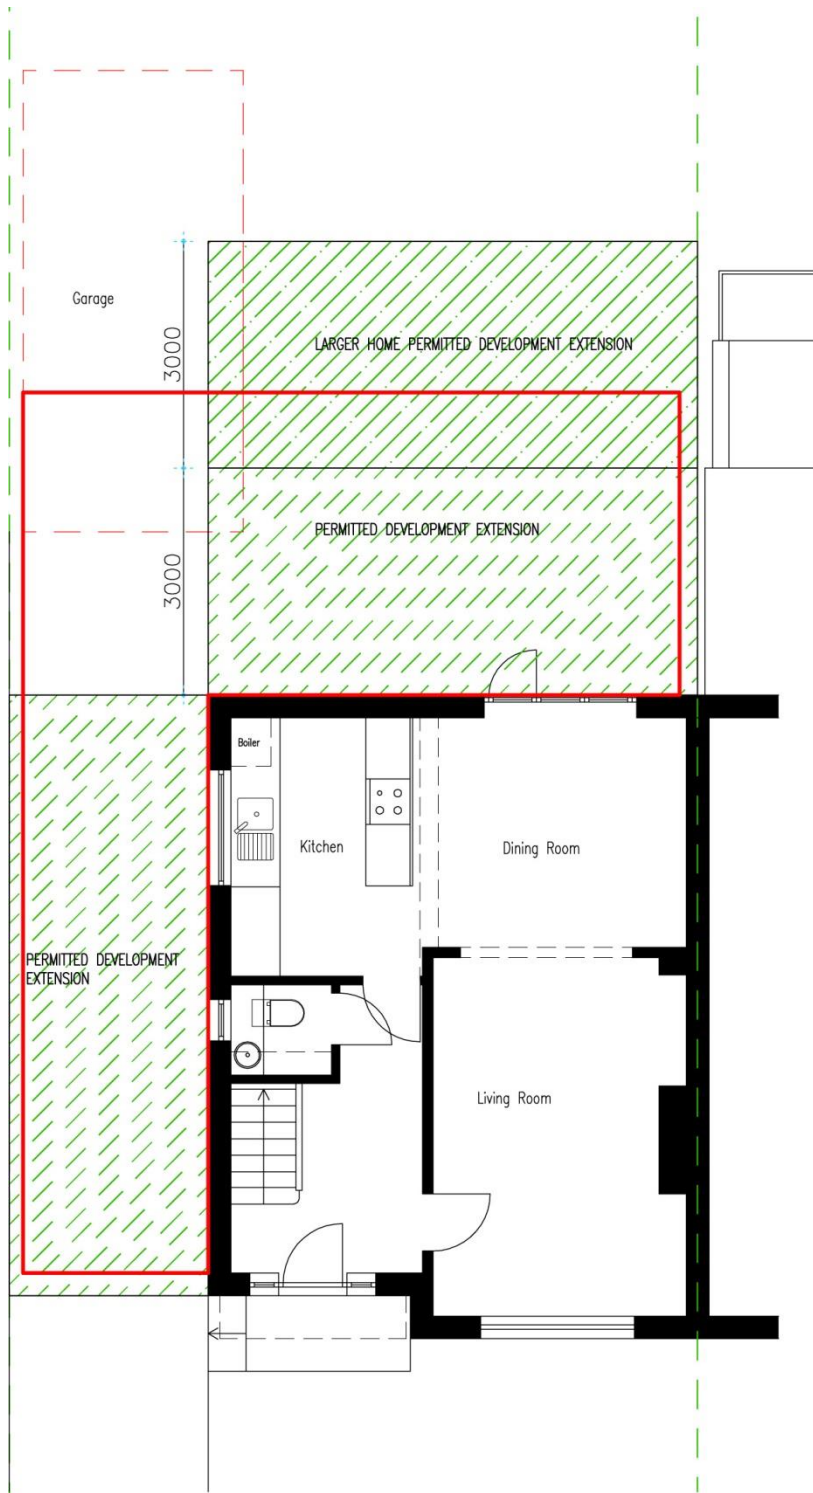 Garage
3000
LARGER HOME PERMITTED DEVELOPMENT EXTENSION
PERMITTED DEVELOPMENT EXTENSION
3000
Boiler
Kitchen
Dining Room
PERMITTED DEVELOPMENT
EXTENSION
Living Room